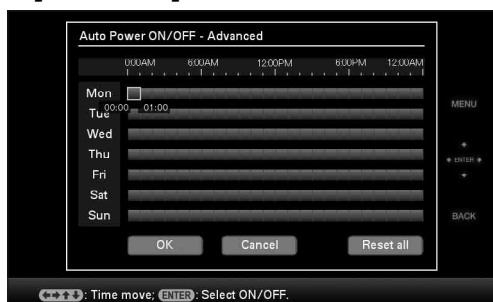 Auto Power ON/OFF - Advanced
0:00AM 6:00AM 12:00PM 6:00PM 12:00AM
Mon
00:00 01:00
Tue
Wed
Thu
Fri
Sat
Sun
OK Cancel Reset all
MENU
ENTER
BACK
: Time move; ENTER: Select ON/OFF.